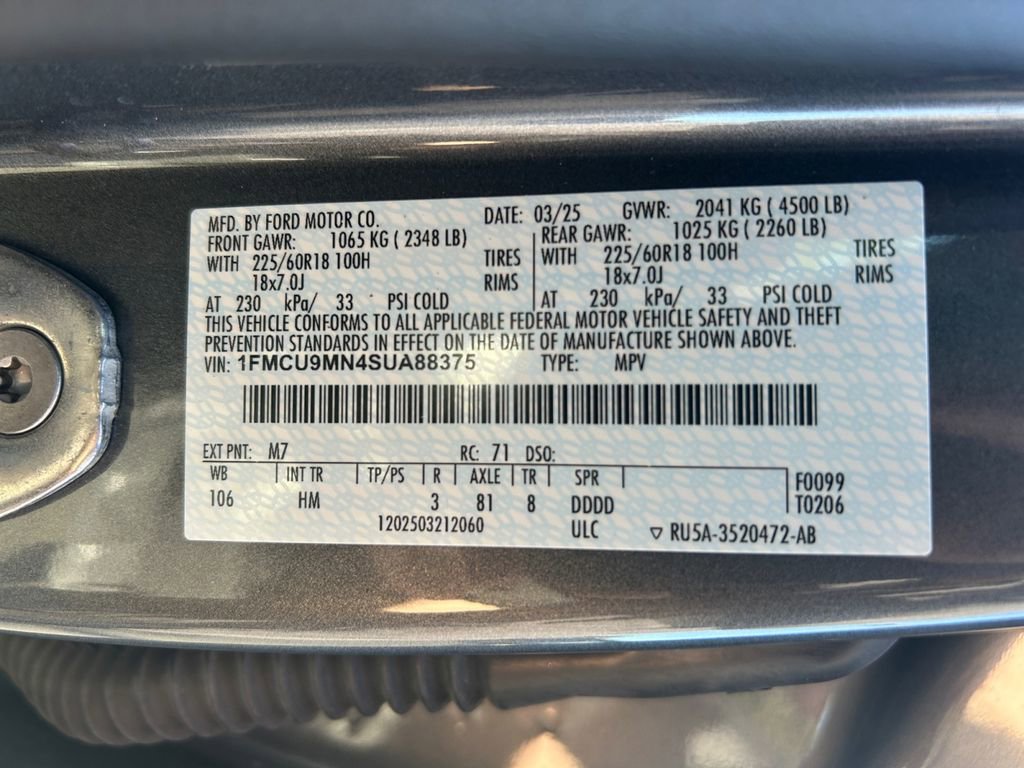 MFD. BY FORD MOTOR CO. DATE: 03/25 GVWR: 2041 KG ( 4500 LB)
FRONT GAWR: 1065 KG ( 2348 LB) REAR GAWR: 1025 KG ( 2260 LB)
WITH 225/60R18 100H TIRES WITH 225/60R18 100H TIRES
18x7.0J RIMS 18x7.0J RIMS
AT 230 kPa/ 33 PSI COLD AT 230 kPa/ 33 PSI COLD
THIS VEHICLE CONFORMS TO ALL APPLICABLE FEDERAL MOTOR VEHICLE SAFETY AND THEFT
PREVENTION STANDARDS IN EFFECT ON THE DATE OF MANUFACTURE SHOWN ABOVE.
VIN: 1FMCU9MN4SUA88375 TYPE: MPV
EXT PNT: M7 RC: 71 DSO:
WB INT TR TP/PS R AXLE TR SPR F0099
106 HM 3 81 8 DDDD T0206
1202503212060 ULC ▽ RU5A-3520472-AB